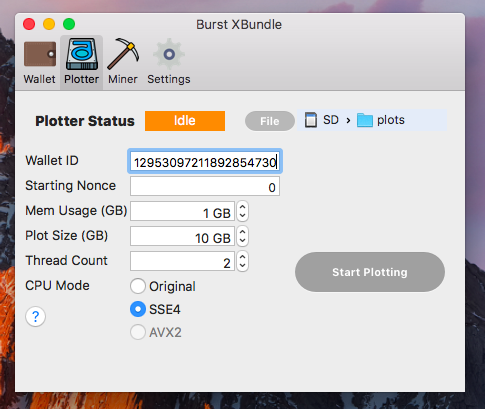 Burst XBundle
Wallet Plotter Miner Settings
Plotter Status Idle File SD › plots
Wallet ID 12953097211892854730
Starting Nonce 0
Mem Usage (GB) 1 GB
Plot Size (GB) 10 GB
Thread Count 2
Start Plotting
CPU Mode Original
SSE4
? AVX2